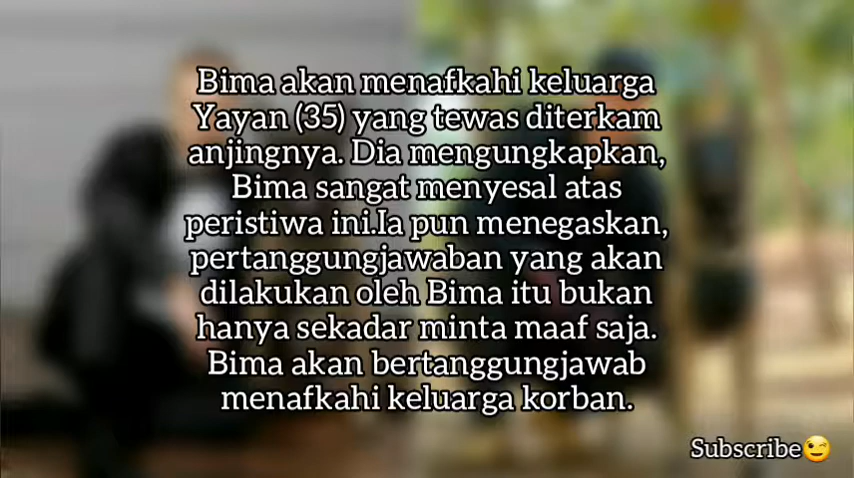 Bima akan menafkahi keluarga
Yayan (35) yang tewas diterkam
anjingnya. Dia mengungkapkan,
Bima sangat menyesal atas
peristiwa ini.Ia pun menegaskan,
pertanggungjawaban yang akan
dilakukan oleh Bima itu bukan
hanya sekadar minta maaf saja.
Bima akan bertanggungjawab
menafkahi keluarga korban.
Subscribe😉